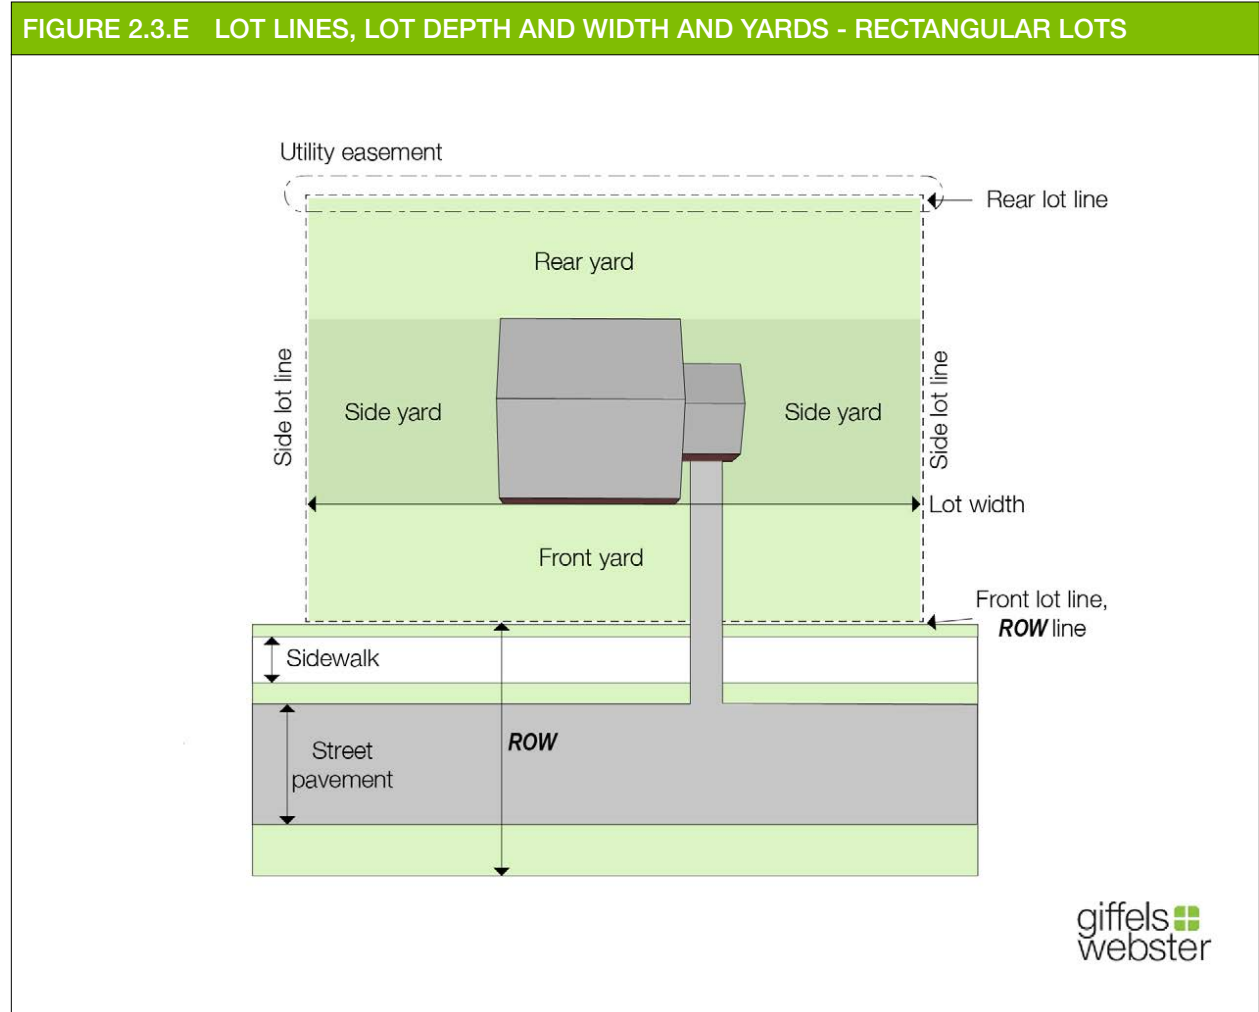 FIGURE 2.3.E LOT LINES, LOT DEPTH AND WIDTH AND YARDS - RECTANGULAR LOTS
Utility easement
Rear lot line
Rear yard
Side lot line
Side yard
Side yard
Side lot line
Lot width
Front yard
Front lot line,
ROW line
Sidewalk
ROW
Street
pavement
giffels
webster